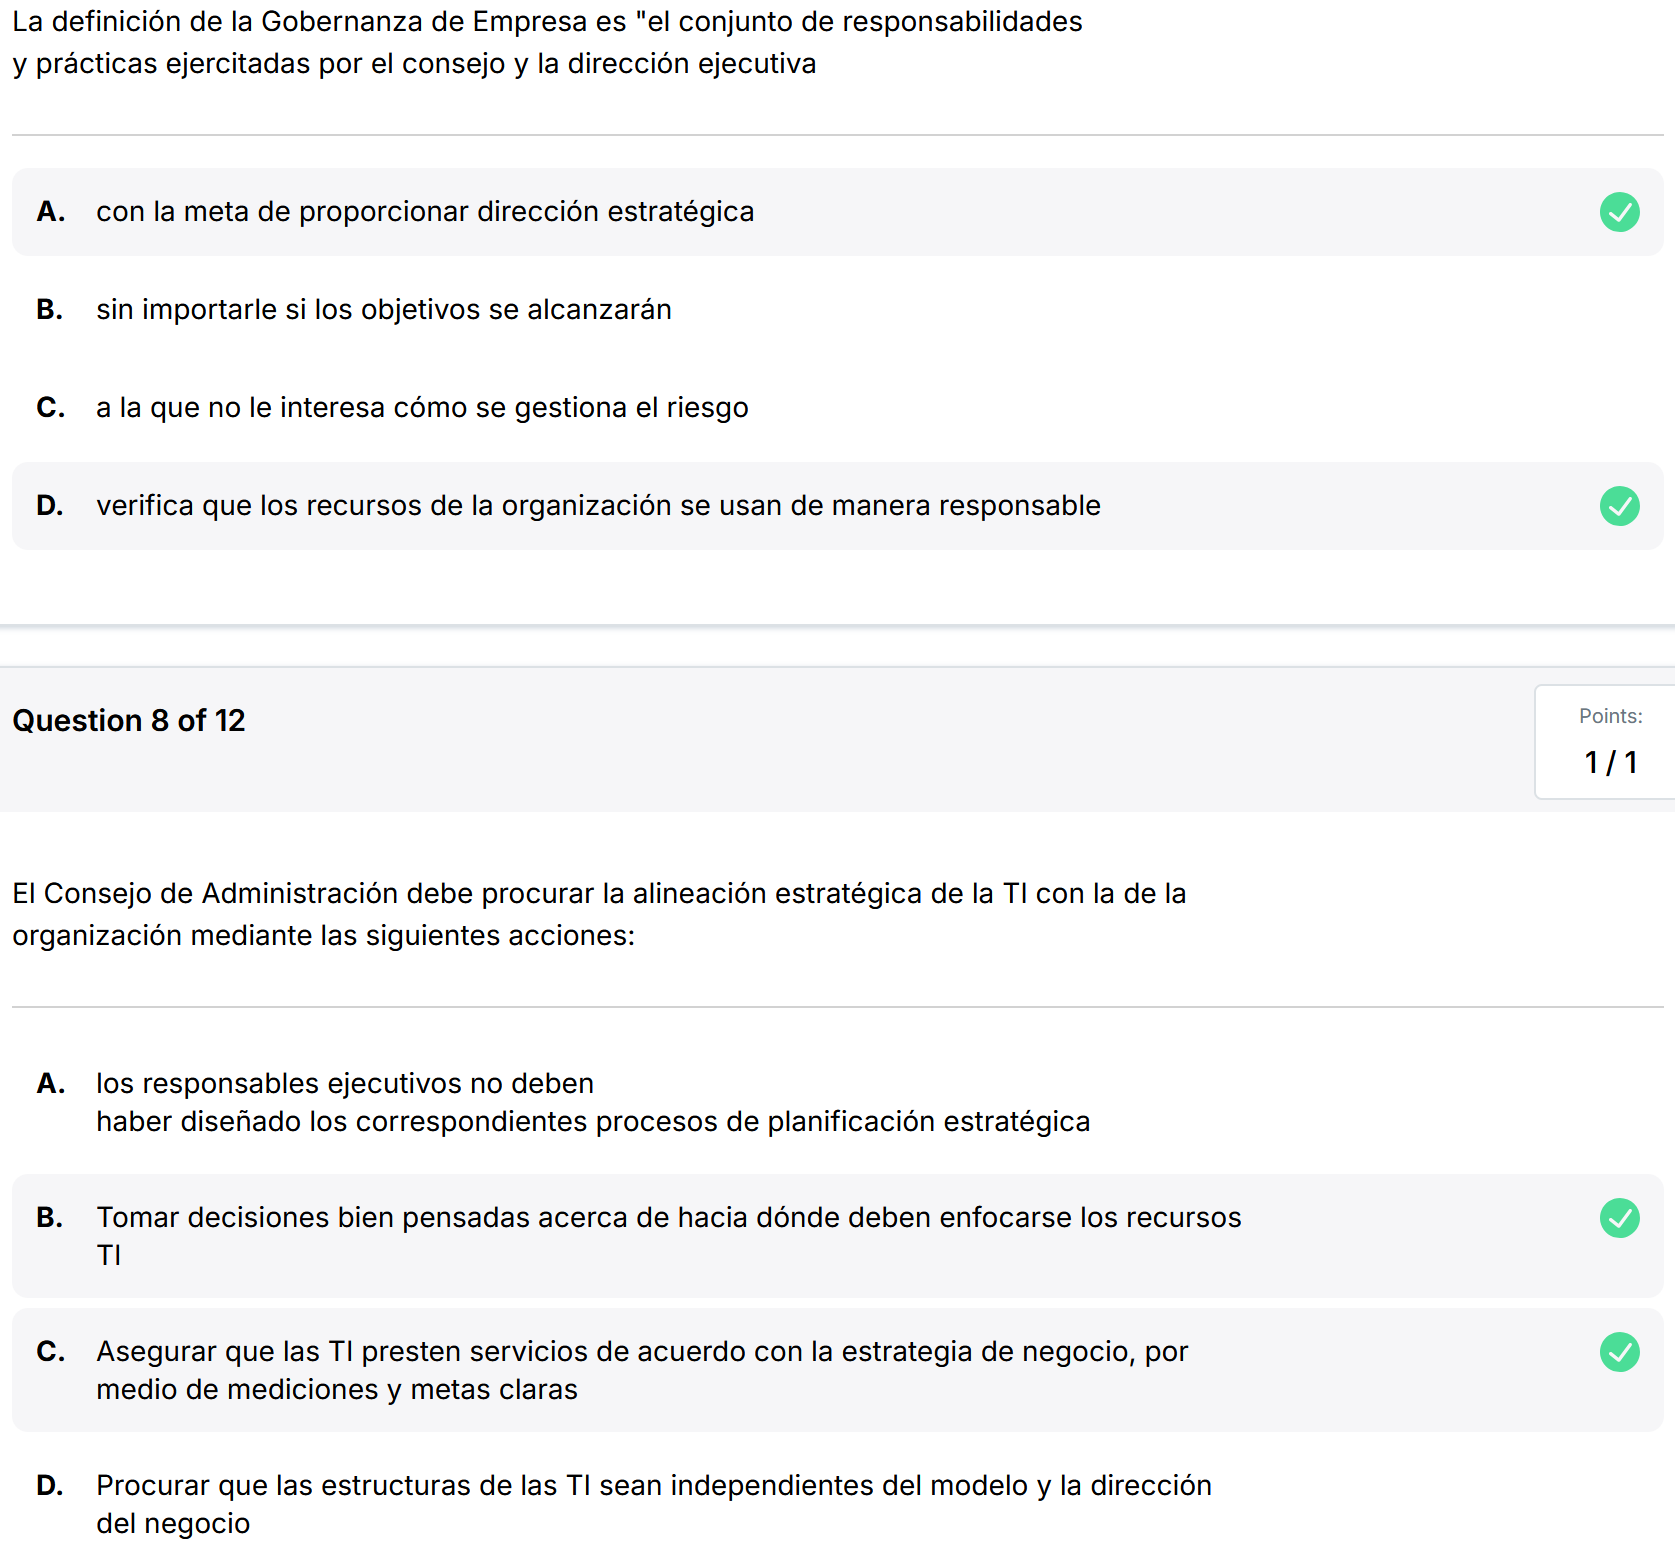 La definición de la Gobernanza de Empresa es "el conjunto de responsabilidades
y prácticas ejercitadas por el consejo y la dirección ejecutiva
A. con la meta de proporcionar dirección estratégica
B. sin importarle si los objetivos se alcanzarán
C. a la que no le interesa cómo se gestiona el riesgo
D. verifica que los recursos de la organización se usan de manera responsable
Question 8 of 12
Points:
1 / 1
El Consejo de Administración debe procurar la alineación estratégica de la TI con la de la
organización mediante las siguientes acciones:
A. los responsables ejecutivos no deben
haber diseñado los correspondientes procesos de planificación estratégica
B. Tomar decisiones bien pensadas acerca de hacia dónde deben enfocarse los recursos
TI
C. Asegurar que las TI presten servicios de acuerdo con la estrategia de negocio, por
medio de mediciones y metas claras
D. Procurar que las estructuras de las TI sean independientes del modelo y la dirección
del negocio